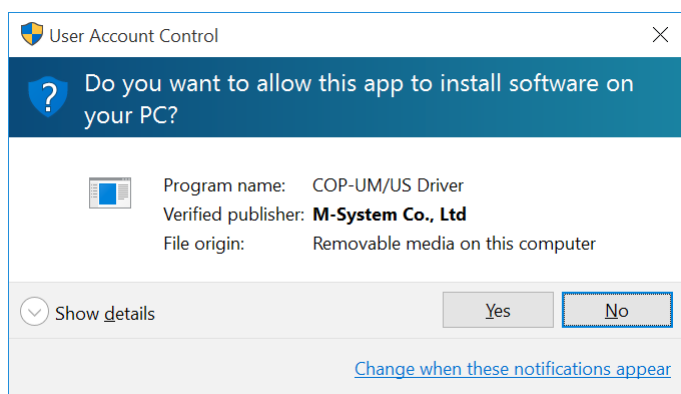 User Account Control
Do you want to allow this app to install software on
your PC?
Program name: COP-UM/US Driver
Verified publisher: M-System Co., Ltd
File origin: Removable media on this computer
Show details
Yes
No
Change when these notifications appear